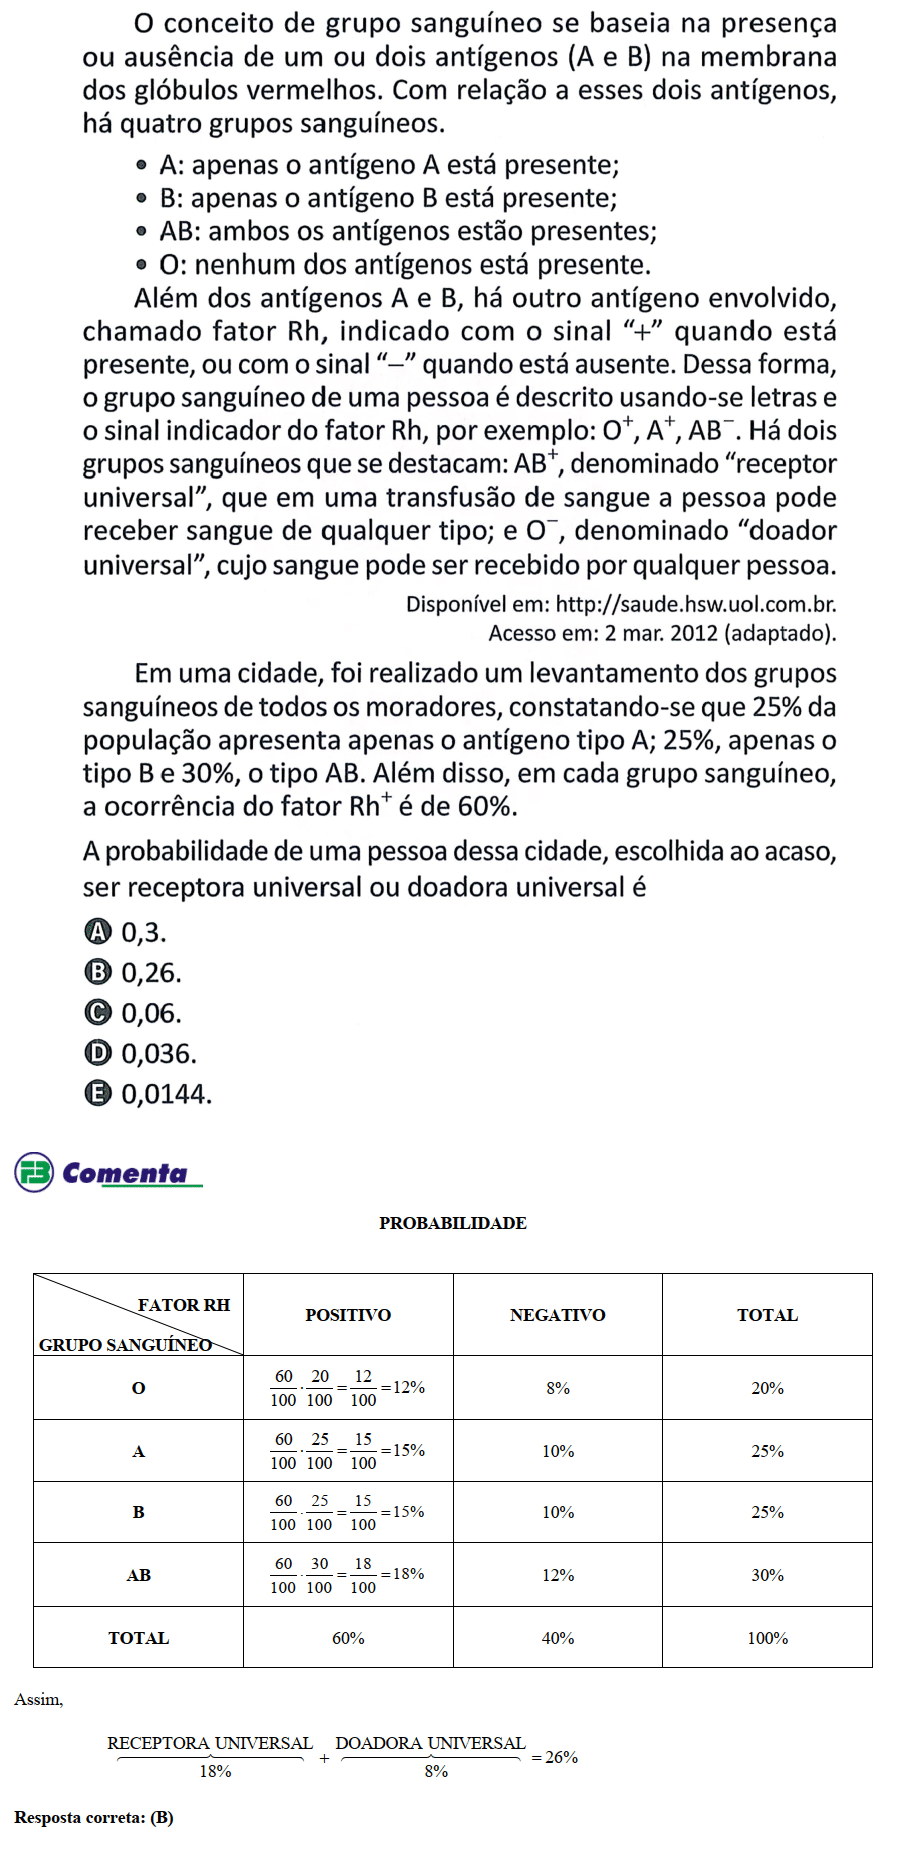 O conceito de grupo sanguíneo se baseia na presença
ou ausência de um ou dois antígenos (A e B) na membrana
dos glóbulos vermelhos. Com relação a esses dois antígenos,
há quatro grupos sanguíneos.
• A: apenas o antígeno A está presente;
• B: apenas o antígeno B está presente;
• AB: ambos os antígenos estão presentes;
• O: nenhum dos antígenos está presente.
Além dos antígenos A e B, há outro antígeno envolvido,
chamado fator Rh, indicado com o sinal “+” quando está
presente, ou com o sinal “–” quando está ausente. Dessa forma,
o grupo sanguíneo de uma pessoa é descrito usando-se letras e
o sinal indicador do fator Rh, por exemplo: O⁺, A⁺, AB⁻. Há dois
grupos sanguíneos que se destacam: AB⁺, denominado “receptor
universal”, que em uma transfusão de sangue a pessoa pode
receber sangue de qualquer tipo; e O⁻, denominado “doador
universal”, cujo sangue pode ser recebido por qualquer pessoa.
Disponível em: http://saude.hsw.uol.com.br.
Acesso em: 2 mar. 2012 (adaptado).
Em uma cidade, foi realizado um levantamento dos grupos
sanguíneos de todos os moradores, constatando-se que 25% da
população apresenta apenas o antígeno tipo A; 25%, apenas o
tipo B e 30%, o tipo AB. Além disso, em cada grupo sanguíneo,
a ocorrência do fator Rh⁺ é de 60%.
A probabilidade de uma pessoa dessa cidade, escolhida ao acaso,
ser receptora universal ou doadora universal é
A 0,3.
B 0,26.
C 0,06.
D 0,036.
E 0,0144.
FB Comenta
PROBABILIDADE
FATOR RH
GRUPO SANGUÍNEO POSITIVO NEGATIVO TOTAL
O 60/100 · 20/100 = 12/100 = 12% 8% 20%
A 60/100 · 25/100 = 15/100 = 15% 10% 25%
B 60/100 · 25/100 = 15/100 = 15% 10% 25%
AB 60/100 · 30/100 = 18/100 = 18% 12% 30%
TOTAL 60% 40% 100%
Assim,
RECEPTORA UNIVERSAL + DOADORA UNIVERSAL = 26%
18% 8%
Resposta correta: (B)